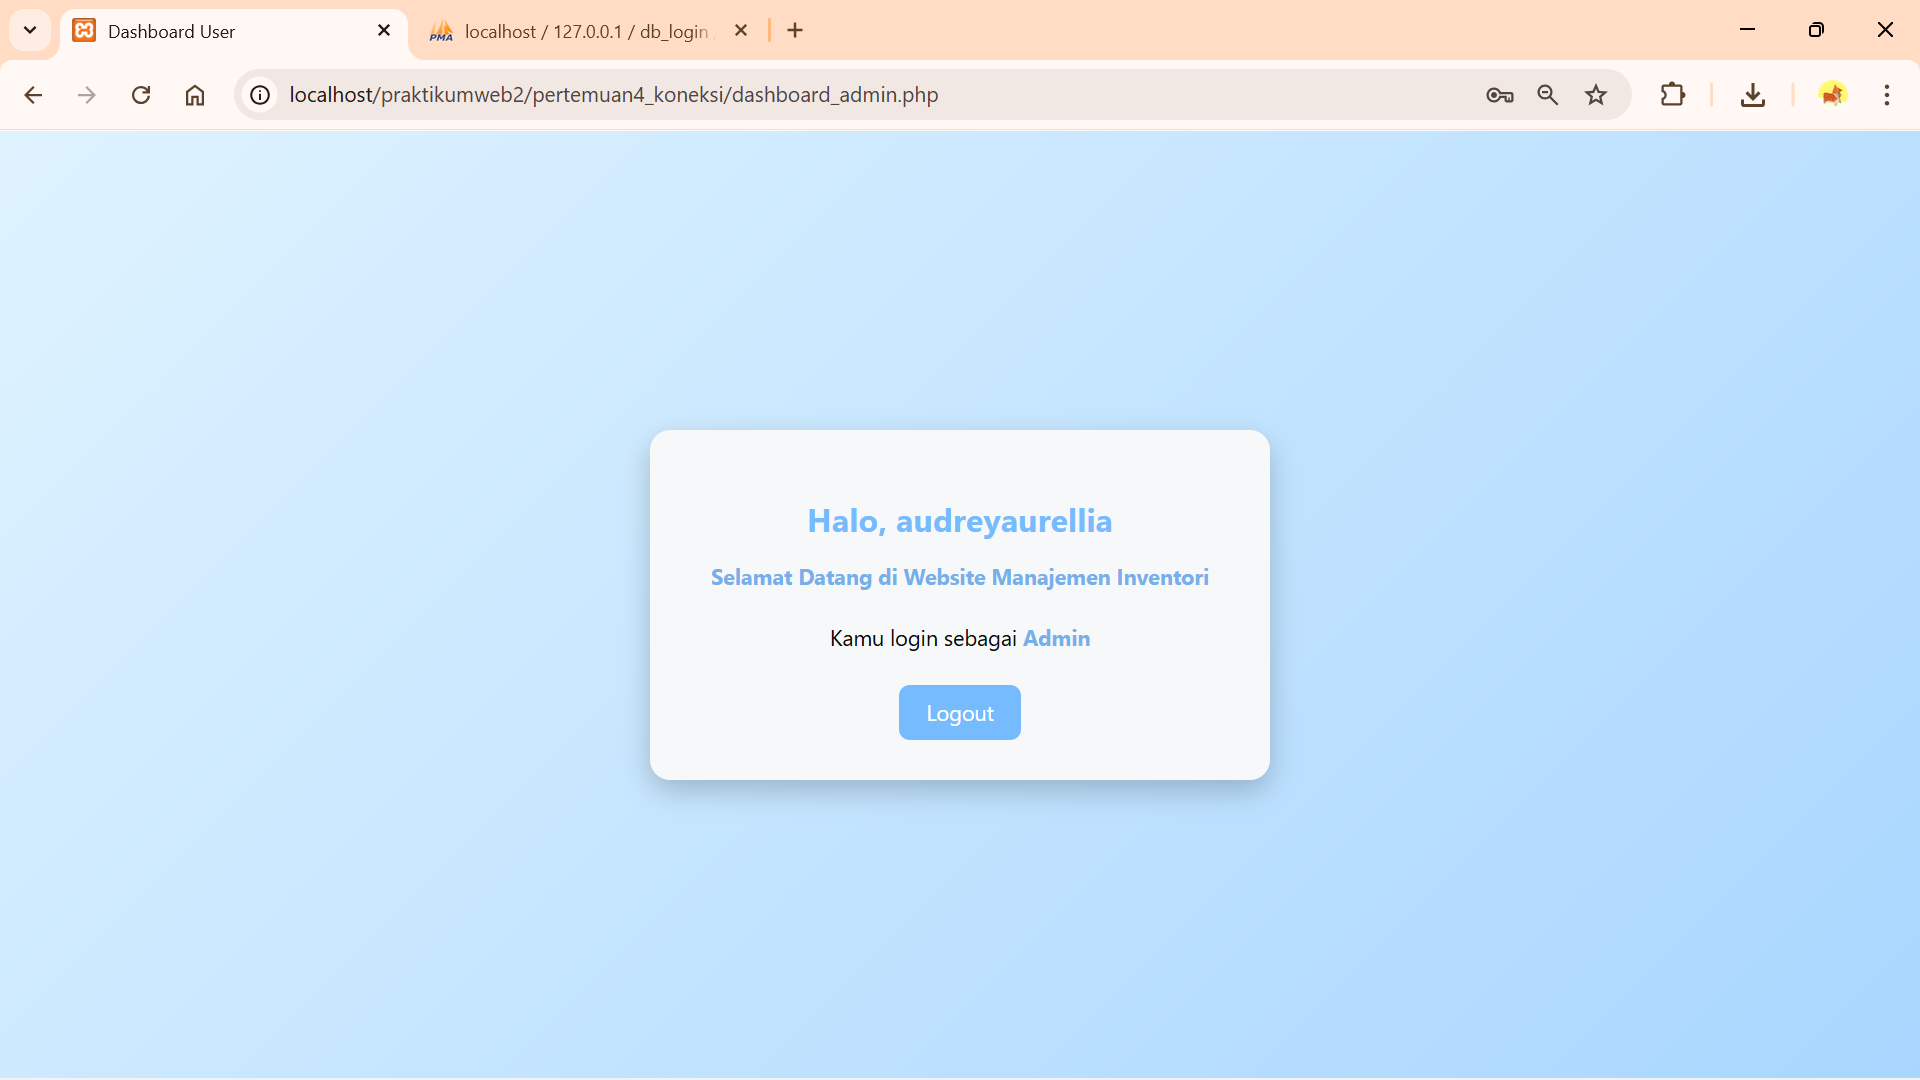 Dashboard User
localhost / 127.0.0.1 / db_login
localhost/praktikumweb2/pertemuan4_koneksi/dashboard_admin.php
Halo, audreyaurellia
Selamat Datang di Website Manajemen Inventori
Kamu login sebagai Admin
Logout